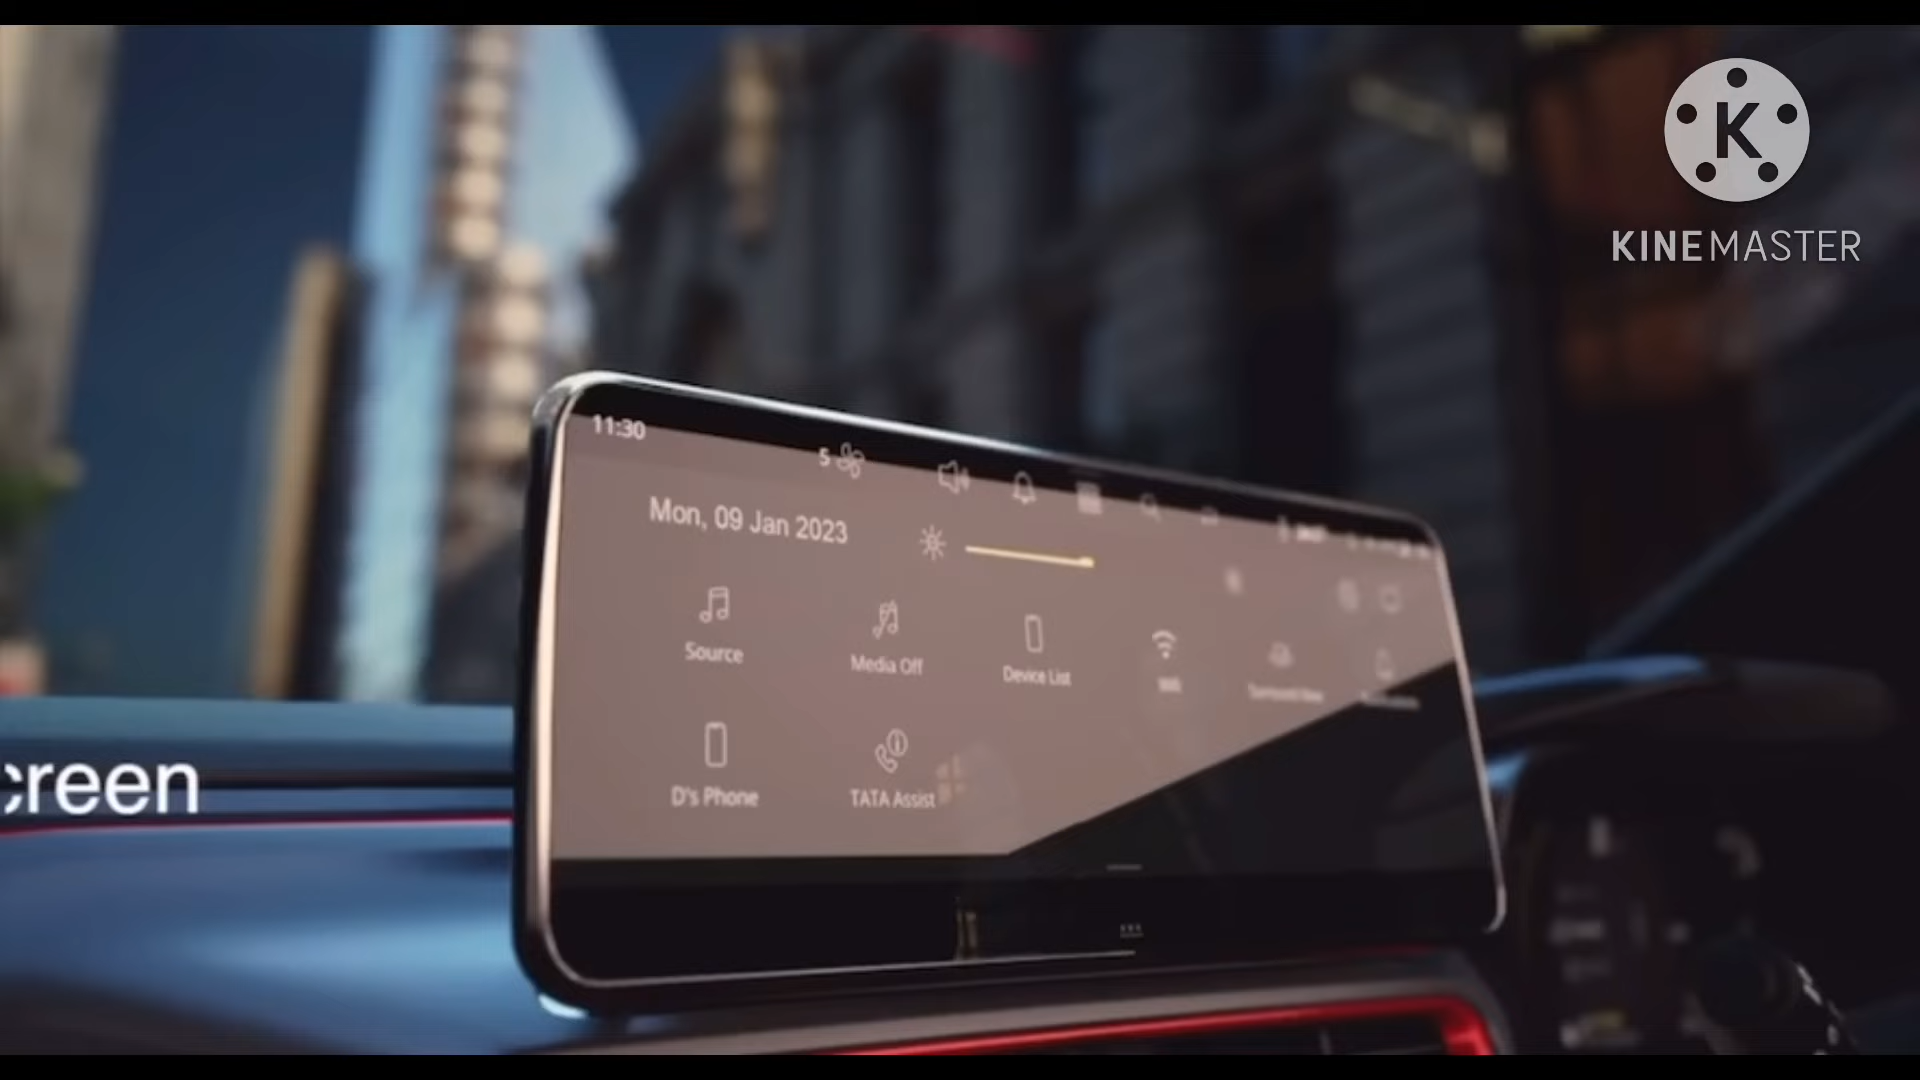 K
KINEMASTER
11:30
5
Mon, 09 Jan 2023
Source
Media Off
Device List
D's Phone
TATA Assist
creen